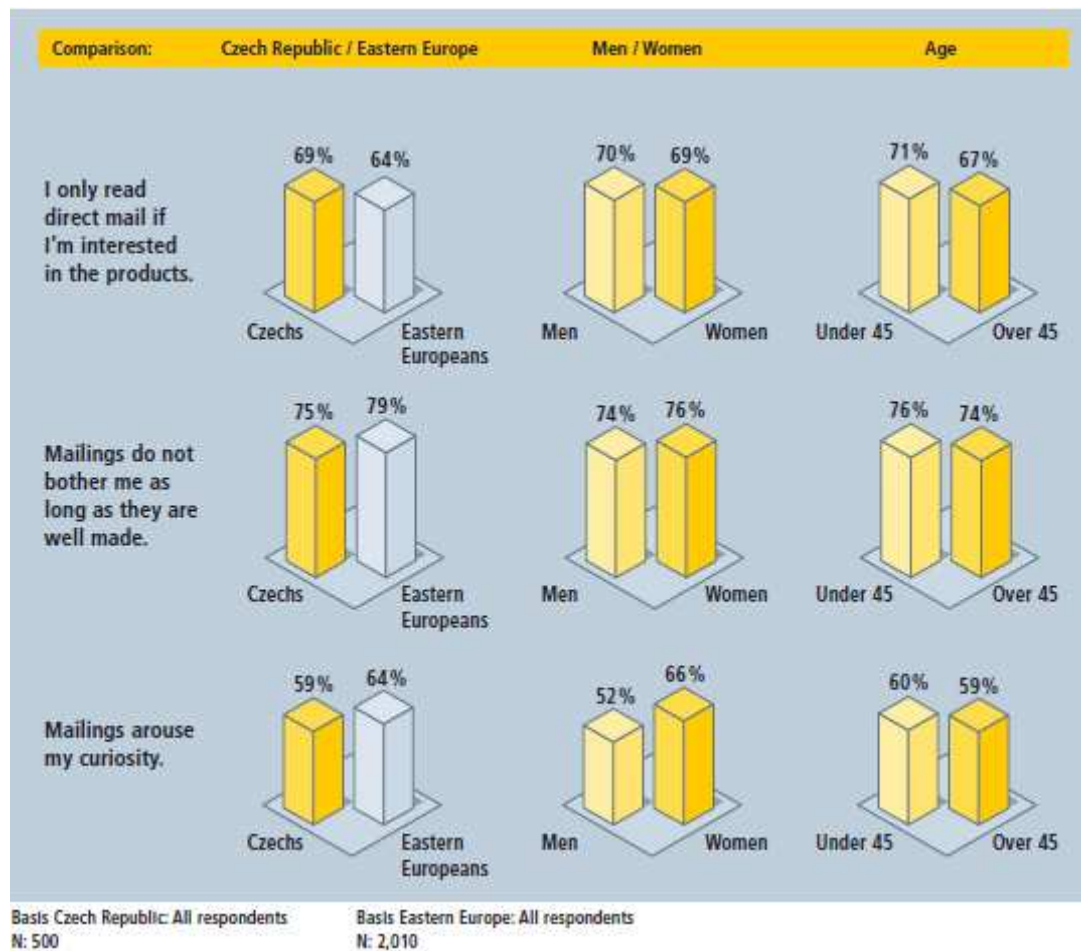 Comparison: Czech Republic / Eastern Europe Men / Women Age
69% 64% 70% 69% 71% 67%
I only read
direct mail if
I'm interested
in the products.
Czechs Eastern Europeans Men Women Under 45 Over 45
75% 79% 74% 76% 76% 74%
Mailings do not
bother me as
long as they are
well made.
Czechs Eastern Europeans Men Women Under 45 Over 45
59% 64% 52% 66% 60% 59%
Mailings arouse
my curiosity.
Czechs Eastern Europeans Men Women Under 45 Over 45
Basis Czech Republic: All respondents Basis Eastern Europe: All respondents
N: 500 N: 2,010